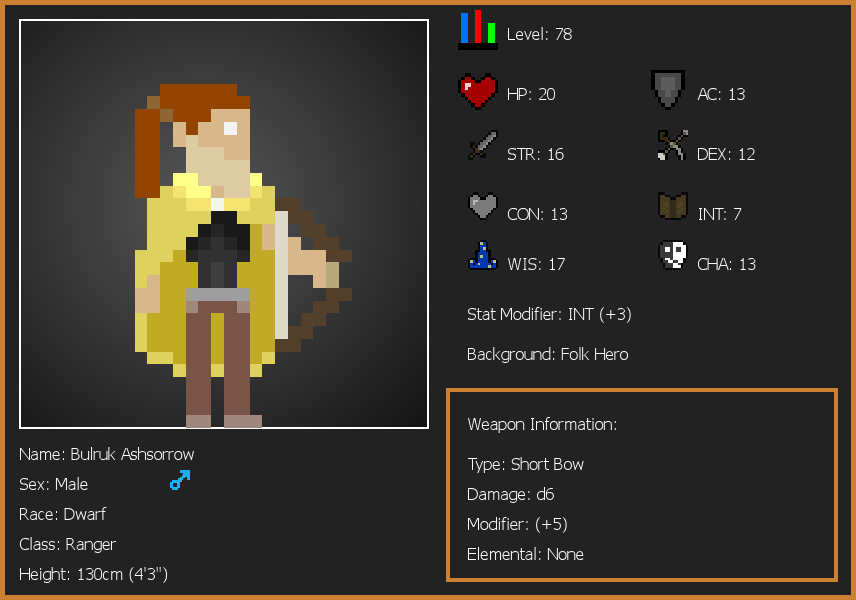 Level: 78
HP: 20
AC: 13
STR: 16
DEX: 12
CON: 13
INT: 7
WIS: 17
CHA: 13
Stat Modifier: INT (+3)
Background: Folk Hero
Weapon Information:
Type: Short Bow
Damage: d6
Modifier: (+5)
Elemental: None
Name: Bulruk Ashsorrow
Sex: Male
Race: Dwarf
Class: Ranger
Height: 130cm (4'3")